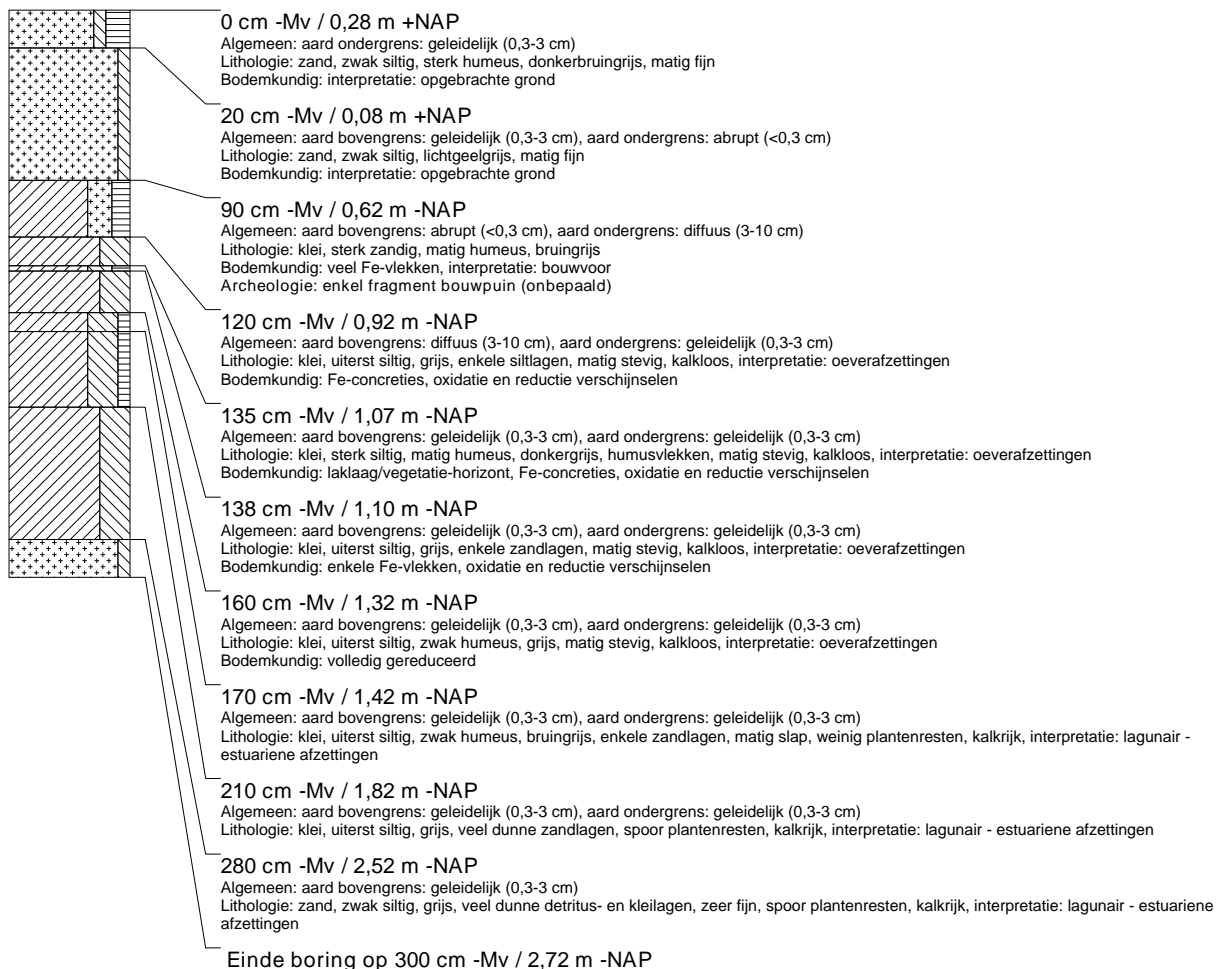 0 cm -Mv / 0,28 m +NAP
Algemeen: aard ondergrens: geleidelijk (0,3-3 cm)
Lithologie: zand, zwak siltig, sterk humeus, donkerbruingrijs, matig fijn
Bodemkundig: interpretatie: opgebrachte grond
20 cm -Mv / 0,08 m +NAP
Algemeen: aard bovengrens: geleidelijk (0,3-3 cm), aard ondergrens: abrupt (<0,3 cm)
Lithologie: zand, zwak siltig, lichtgeelgrijs, matig fijn
Bodemkundig: interpretatie: opgebrachte grond
90 cm -Mv / 0,62 m -NAP
Algemeen: aard bovengrens: abrupt (<0,3 cm), aard ondergrens: diffuus (3-10 cm)
Lithologie: klei, sterk zandig, matig humeus, bruingrijs
Bodemkundig: veel Fe-vlekken, interpretatie: bouwvoor
Archeologie: enkel fragment bouwpuin (onbepaald)
120 cm -Mv / 0,92 m -NAP
Algemeen: aard bovengrens: diffuus (3-10 cm), aard ondergrens: geleidelijk (0,3-3 cm)
Lithologie: klei, uiterst siltig, grijs, enkele siltlagen, matig stevig, kalkloos, interpretatie: oeverafzettingen
Bodemkundig: Fe-concreties, oxidatie en reductie verschijnselen
135 cm -Mv / 1,07 m -NAP
Algemeen: aard bovengrens: geleidelijk (0,3-3 cm), aard ondergrens: geleidelijk (0,3-3 cm)
Lithologie: klei, sterk siltig, matig humeus, donkergrijs, humusvlekken, matig stevig, kalkloos, interpretatie: oeverafzettingen
Bodemkundig: laklaag/vegetatie-horizont, Fe-concreties, oxidatie en reductie verschijnselen
138 cm -Mv / 1,10 m -NAP
Algemeen: aard bovengrens: geleidelijk (0,3-3 cm), aard ondergrens: geleidelijk (0,3-3 cm)
Lithologie: klei, uiterst siltig, grijs, enkele zandlagen, matig stevig, kalkloos, interpretatie: oeverafzettingen
Bodemkundig: enkele Fe-vlekken, oxidatie en reductie verschijnselen
160 cm -Mv / 1,32 m -NAP
Algemeen: aard bovengrens: geleidelijk (0,3-3 cm), aard ondergrens: geleidelijk (0,3-3 cm)
Lithologie: klei, uiterst siltig, zwak humeus, grijs, matig stevig, kalkloos, interpretatie: oeverafzettingen
Bodemkundig: volledig gereduceerd
170 cm -Mv / 1,42 m -NAP
Algemeen: aard bovengrens: geleidelijk (0,3-3 cm), aard ondergrens: geleidelijk (0,3-3 cm)
Lithologie: klei, uiterst siltig, zwak humeus, bruingrijs, enkele zandlagen, matig slap, weinig plantenresten, kalkrijk, interpretatie: lagunair -
estuariene afzettingen
210 cm -Mv / 1,82 m -NAP
Algemeen: aard bovengrens: geleidelijk (0,3-3 cm), aard ondergrens: geleidelijk (0,3-3 cm)
Lithologie: klei, uiterst siltig, grijs, veel dunne zandlagen, spoor plantenresten, kalkrijk, interpretatie: lagunair - estuariene afzettingen
280 cm -Mv / 2,52 m -NAP
Algemeen: aard bovengrens: geleidelijk (0,3-3 cm)
Lithologie: zand, zwak siltig, grijs, veel dunne detritus- en kleilagen, zeer fijn, spoor plantenresten, kalkrijk, interpretatie: lagunair - estuariene
afzettingen
Einde boring op 300 cm -Mv / 2,72 m -NAP